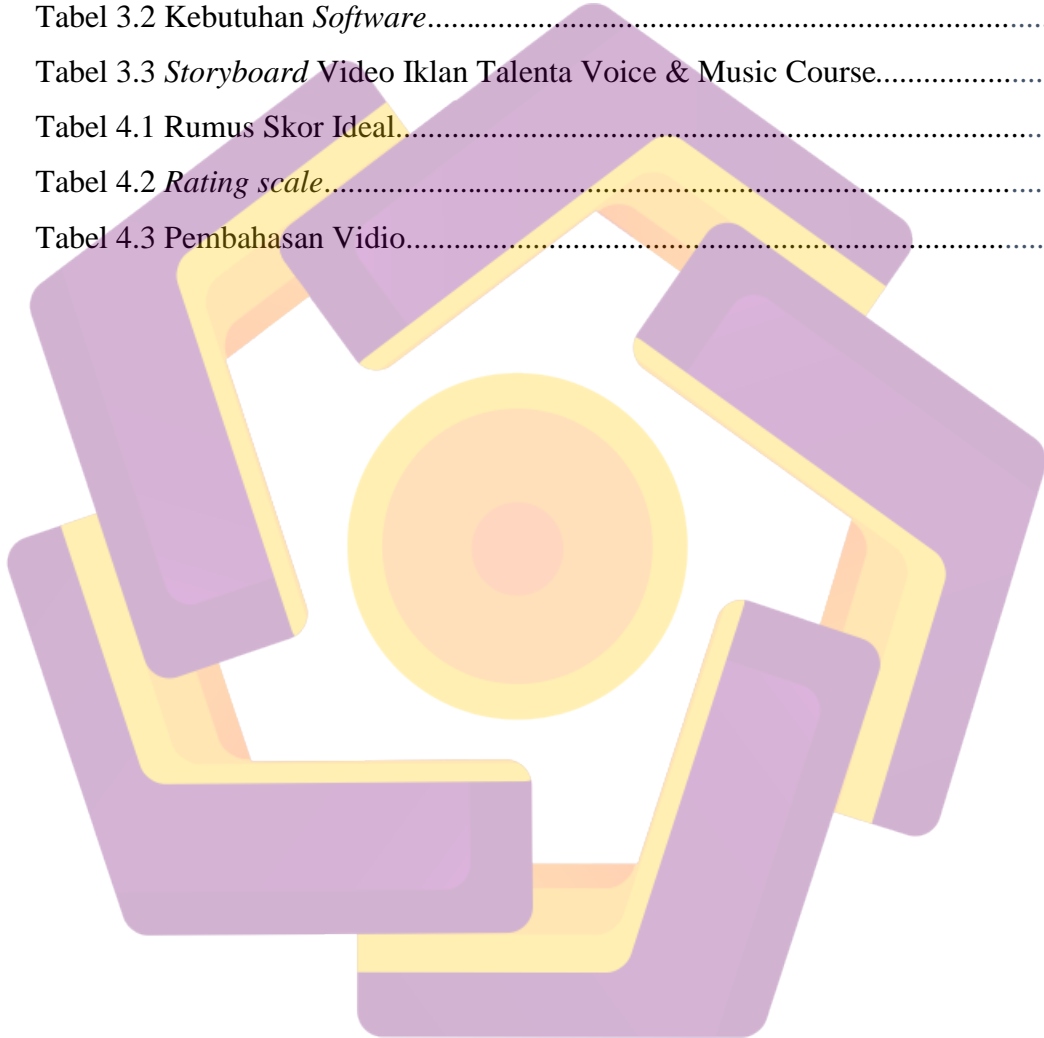 Tabel 3.2 Kebutuhan Software.......................................................................................
Tabel 3.3 Storyboard Video Iklan Talenta Voice & Music Course.......................
Tabel 4.1 Rumus Skor Ideal...........................................................................................
Tabel 4.2 Rating scale....................................................................................................
Tabel 4.3 Pembahasan Vidio.........................................................................................